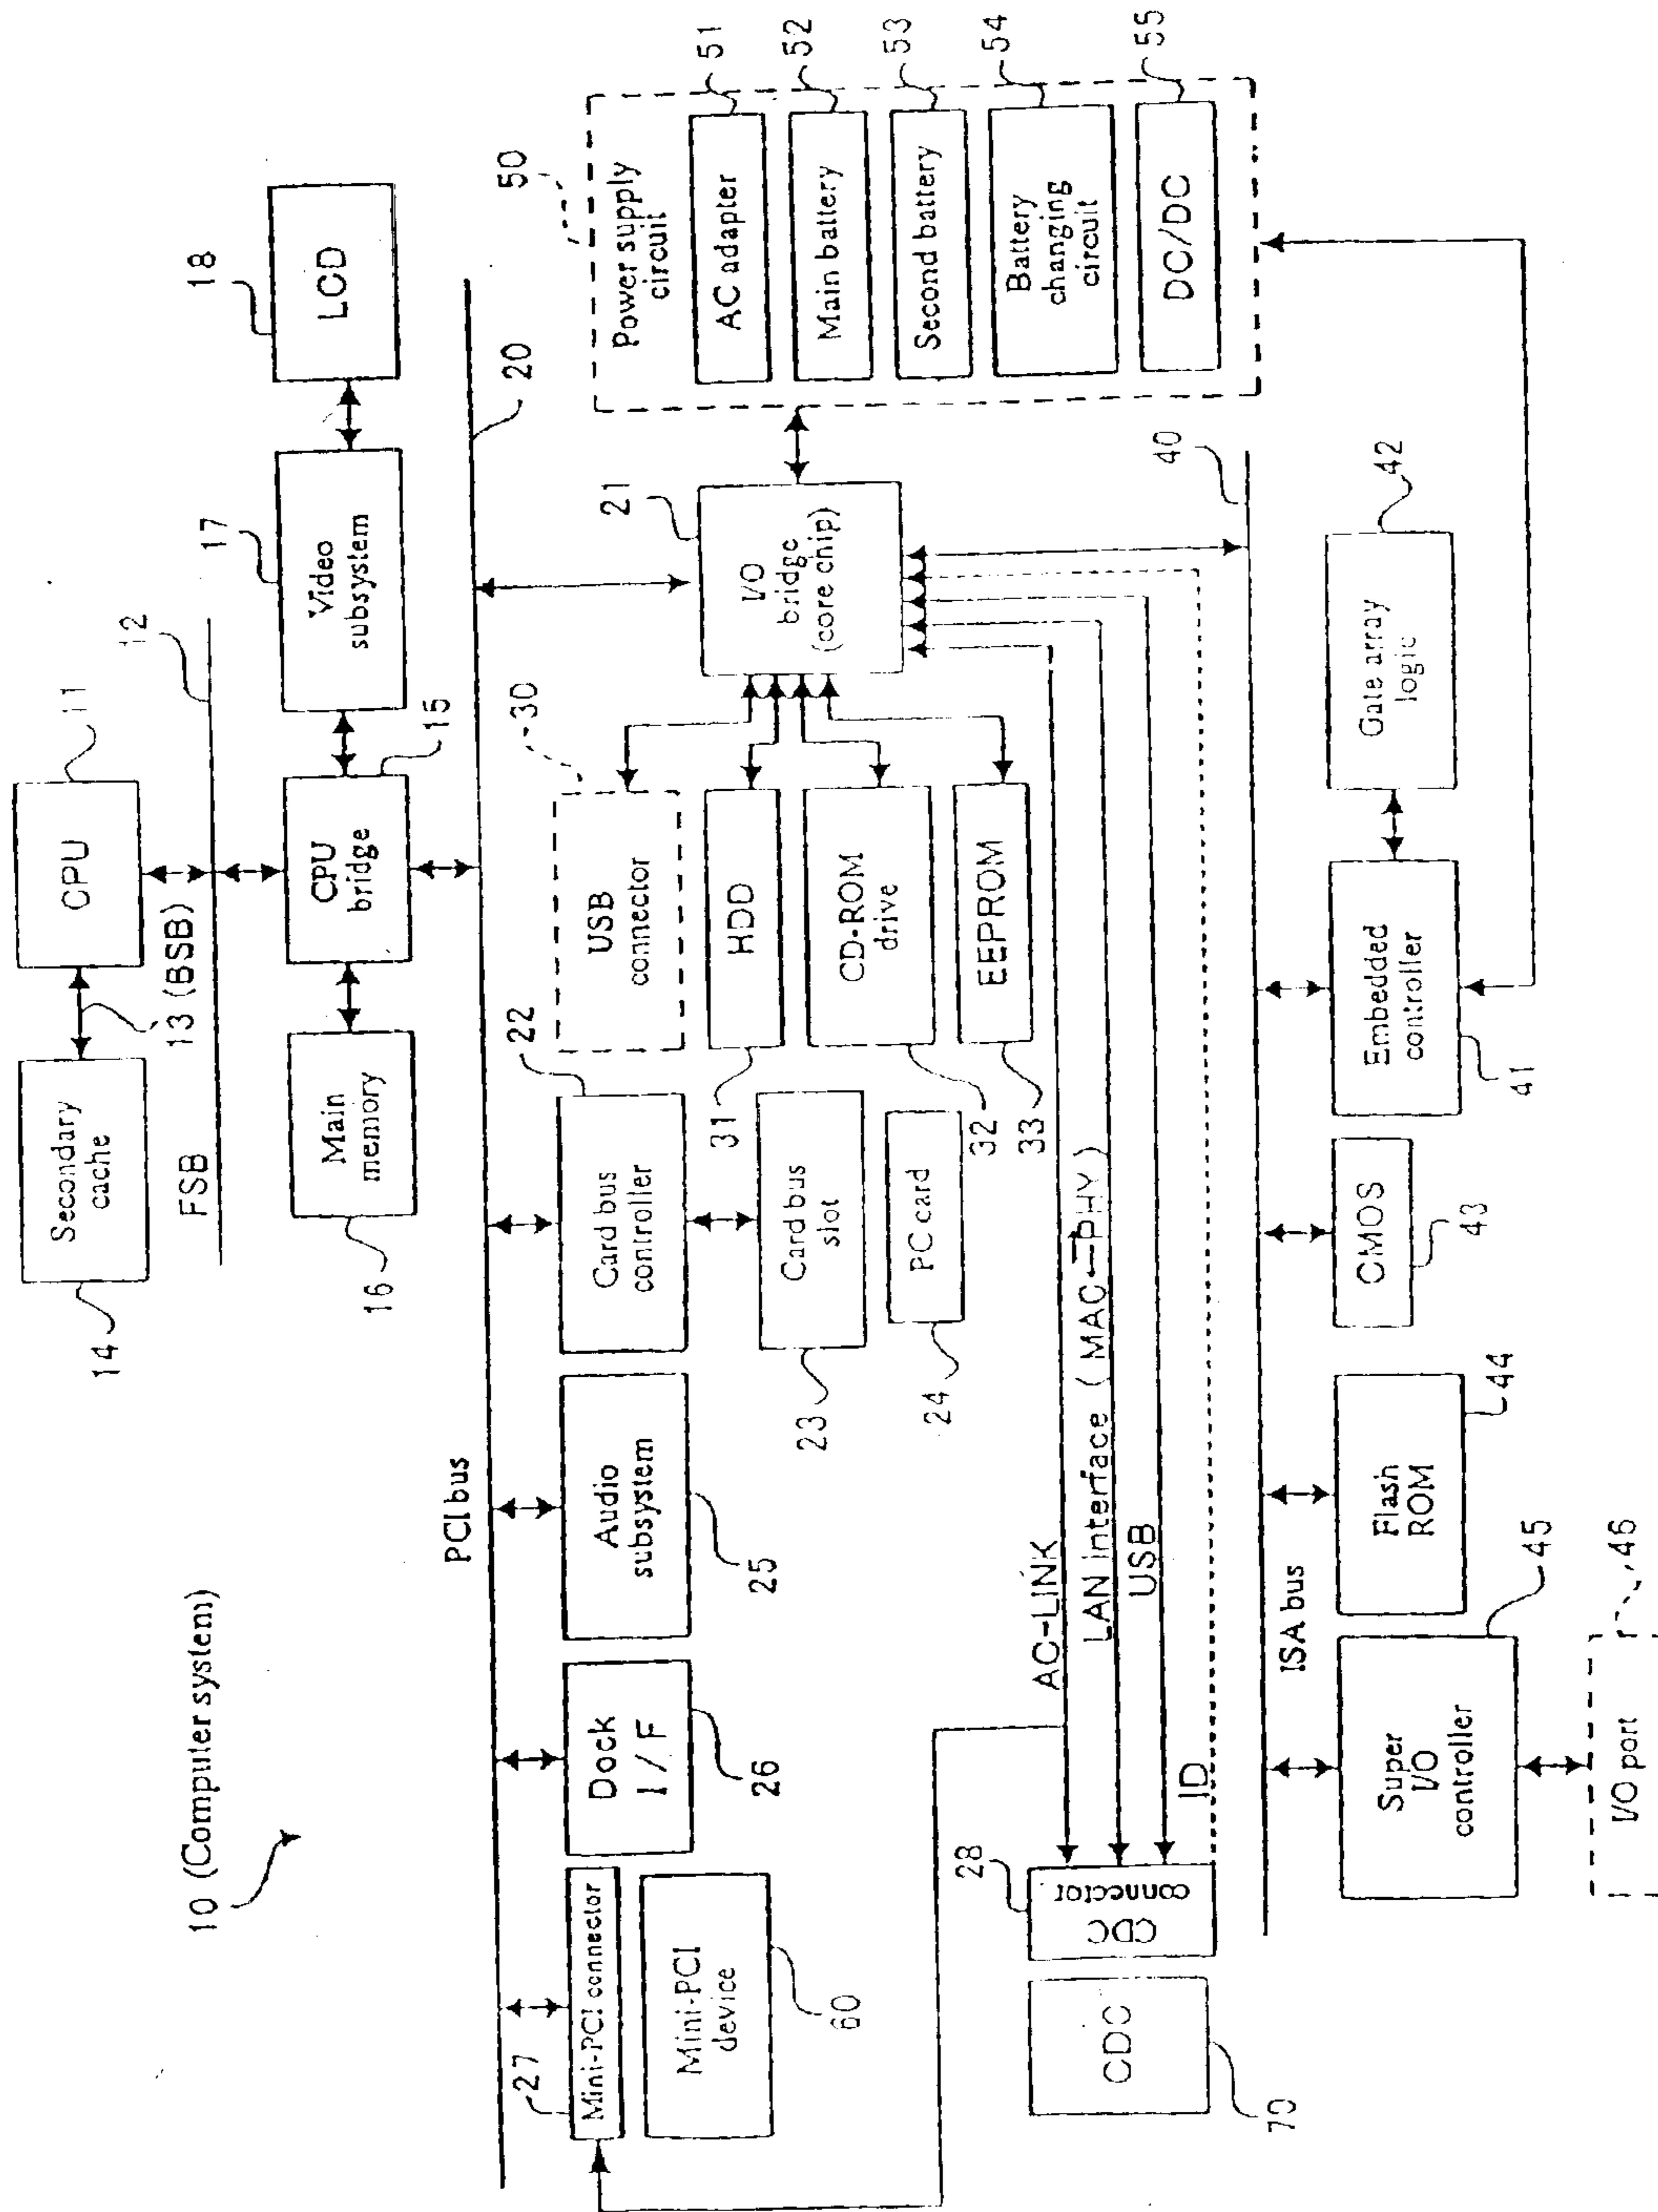 10 (Computer system)
Secondary
cache
14
13 (BSB)
CPU
11
FSB
12
Main
memory
16
CPU
bridge
15
Video
subsystem
17
LCD
18
PCI bus
20
27
Mini-PCI connector
Mini-PCI
device
60
Dock
I / F
26
Audio
subsystem
25
22
Card bus
controller
Card bus
slot
23
PC card
24
USB
connector
30
HDD
31
CD-ROM
drive
32
EEPROM
33
I/O
bridge
(core chip)
21
50
Power supply
circuit
AC adapter
51
Main battery
52
Second battery
53
Battery
changing
circuit
54
DC/DC
55
CDC
70
CDC
connector
28
AC-LINK
LAN interface ( MAC PHY )
USB
ID
ISA bus
40
Super
I/O
controller
45
I/O port
46
Flash
ROM
44
CMOS
43
Embedded
controller
41
Gate array
logic
42